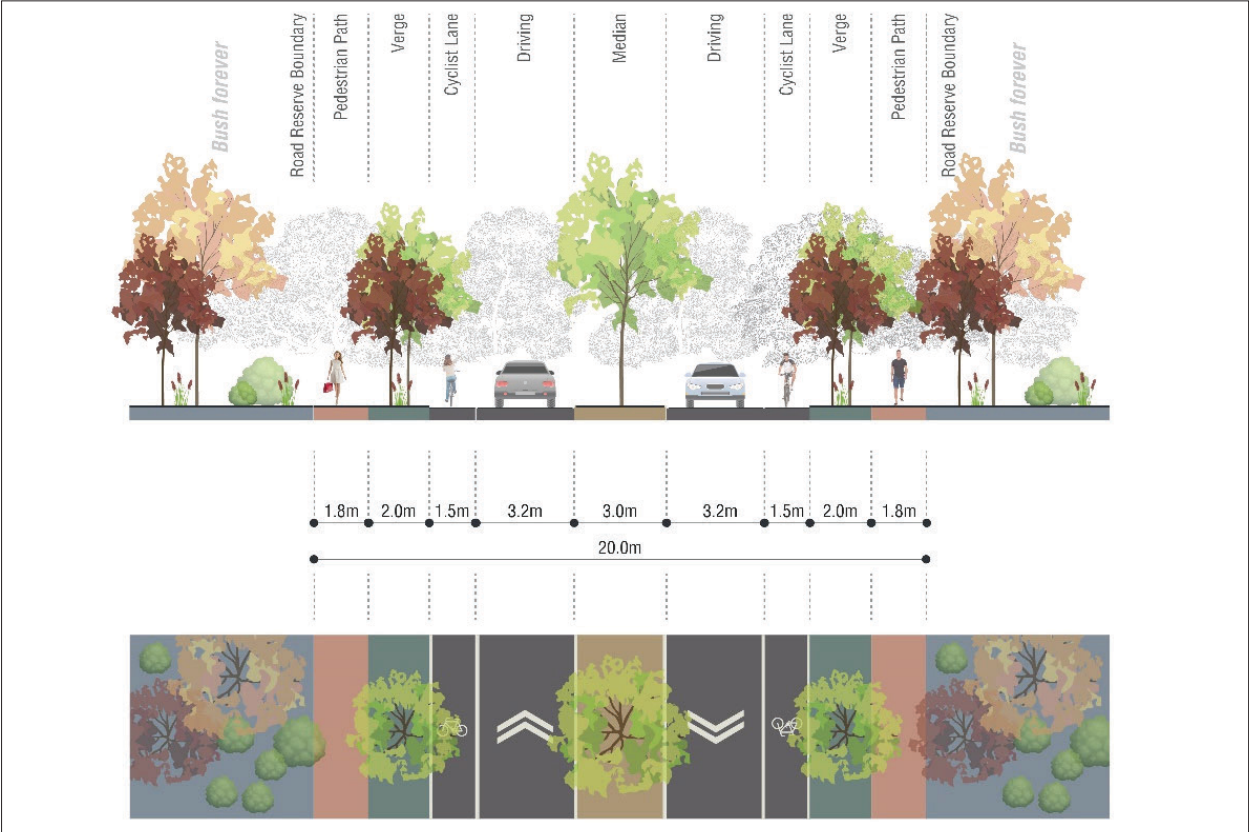 Bush forever
Road Reserve Boundary
Pedestrian Path
Verge
Cyclist Lane
Driving
Median
Driving
Cyclist Lane
Verge
Pedestrian Path
Road Reserve Boundary
Bush forever
1.8m 2.0m 1.5m 3.2m 3.0m 3.2m 1.5m 2.0m 1.8m
20.0m